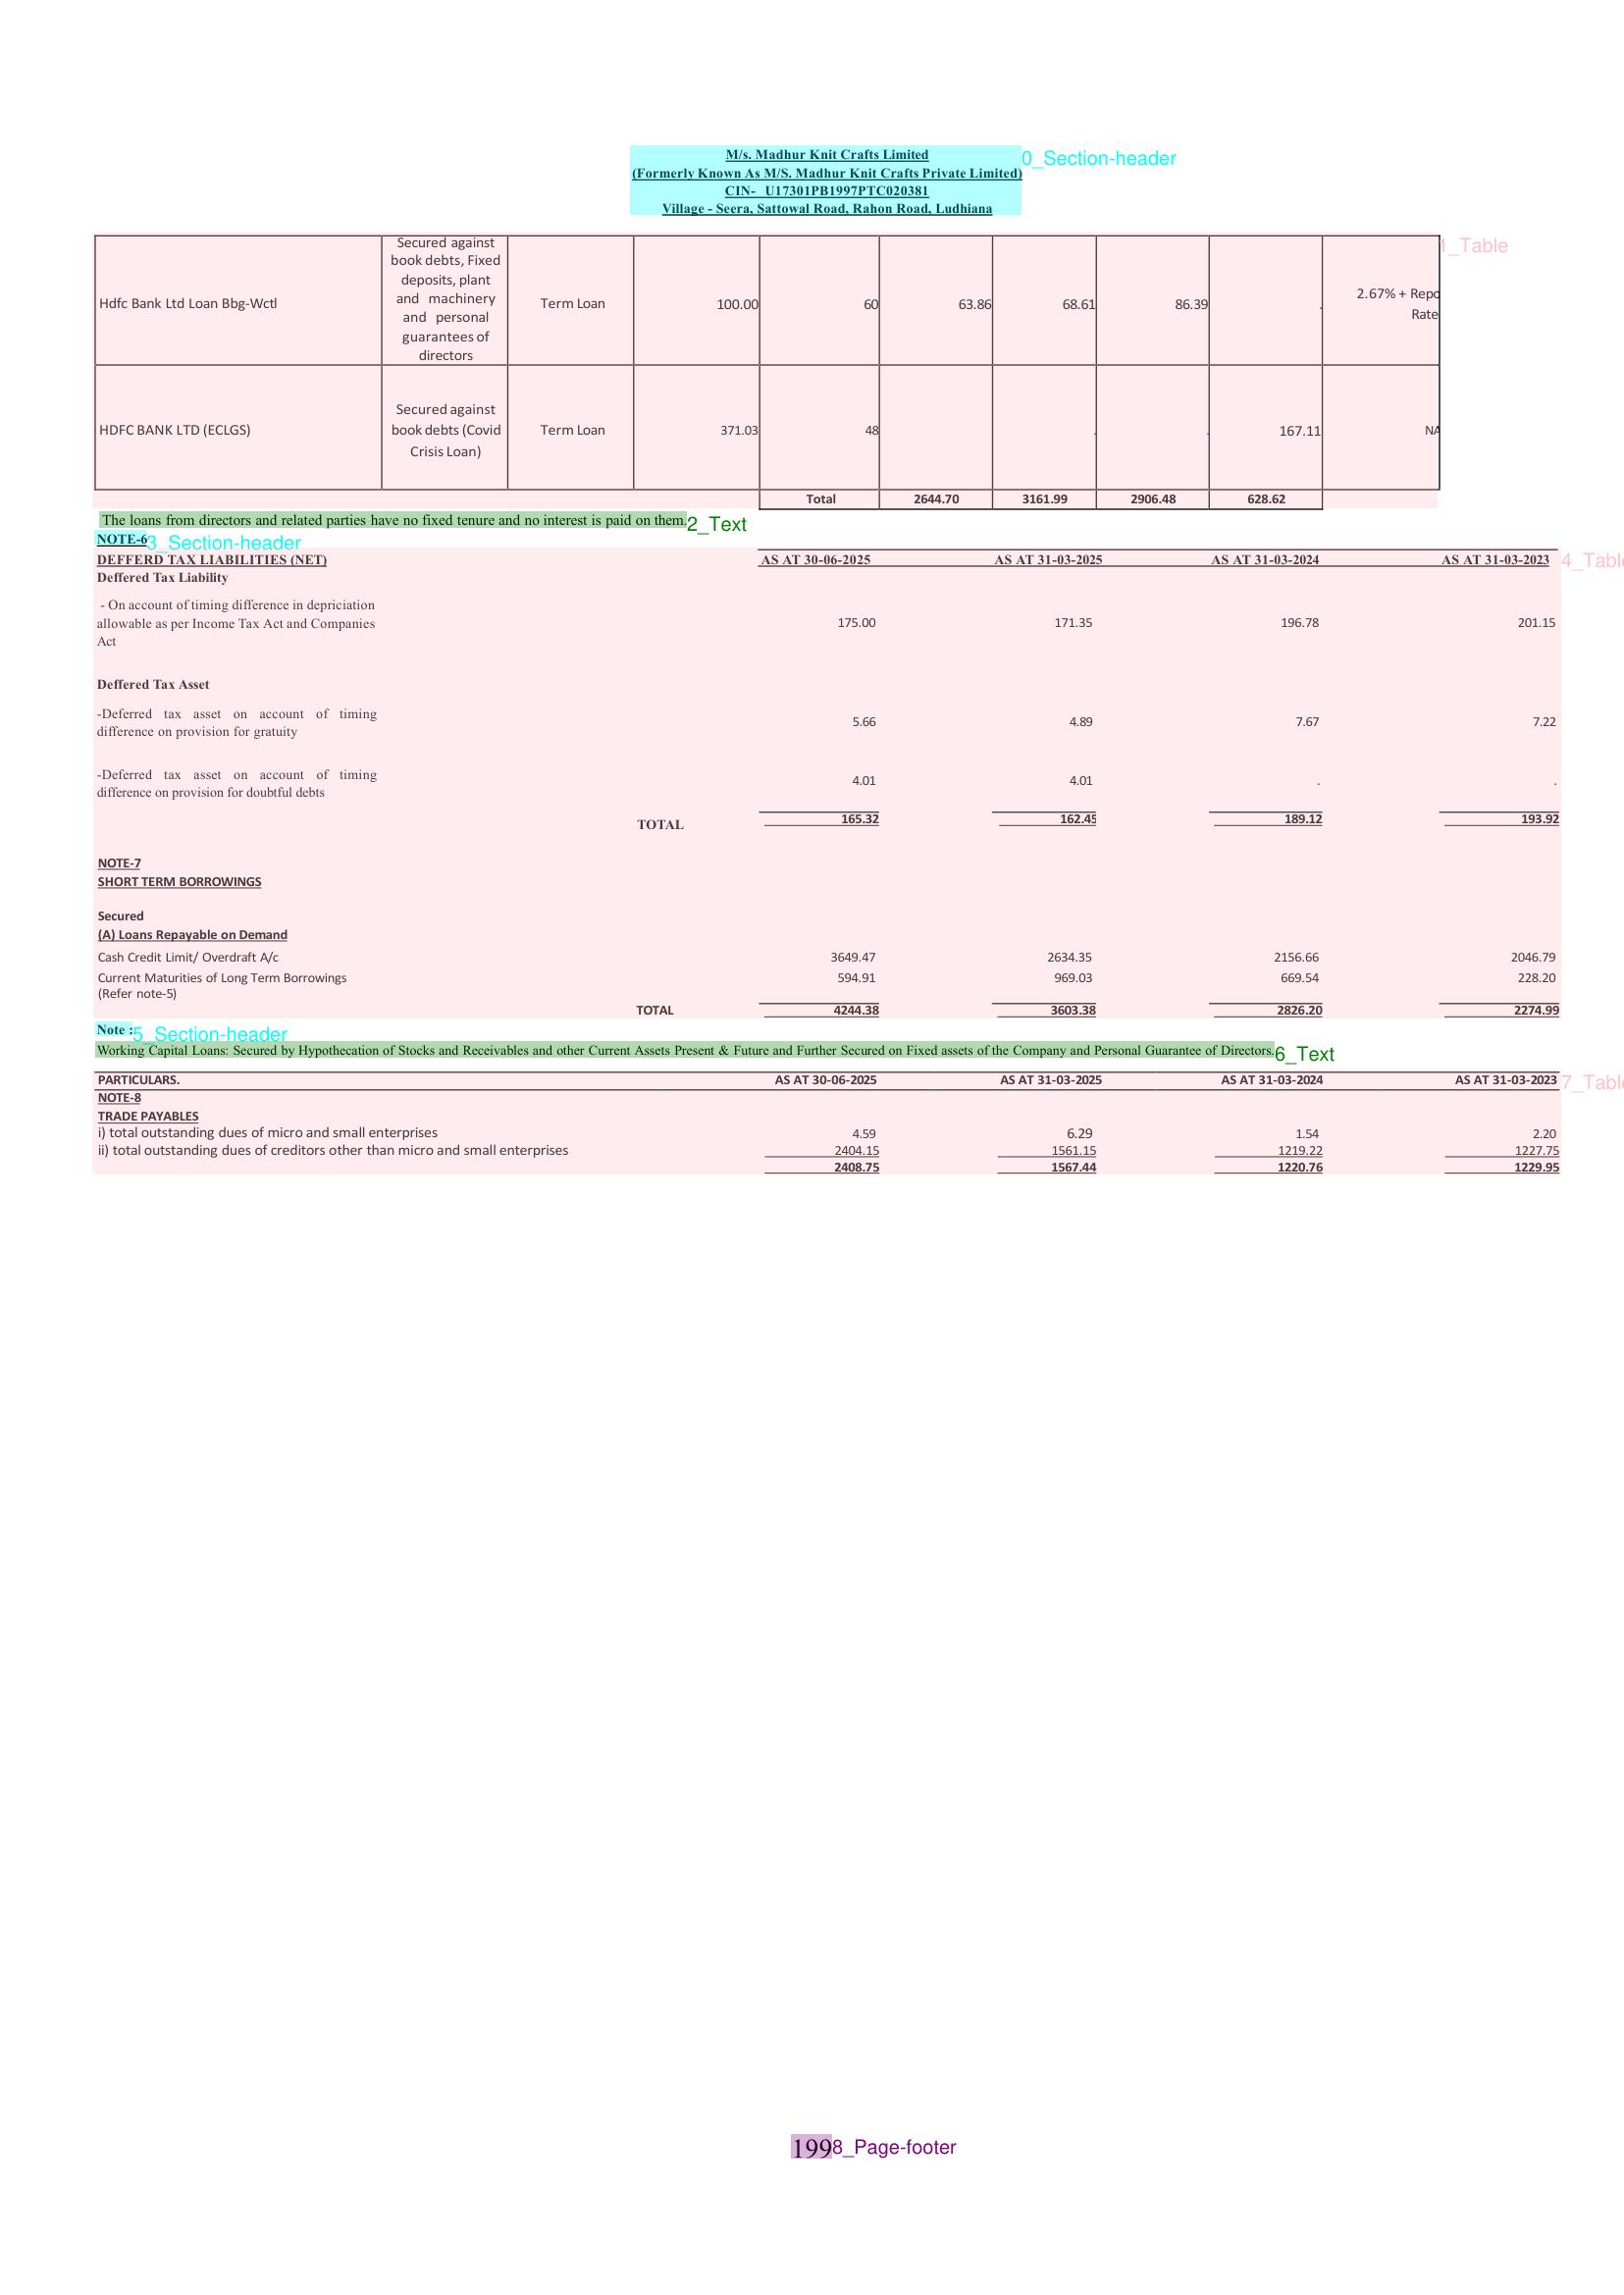 M/s. Madhur Knit Crafts Limited
0_Section-header
(Formerly Known As M/S. Madhur Knit Crafts Private Limited)
CIN- U17301PB1997PTC020381
Village - Seera, Sattowal Road, Rahon Road, Ludhiana
1_Table
Hdfc Bank Ltd Loan Bbg-Wctl
Secured against
book debts, Fixed
deposits, plant
and machinery
and personal
guarantees of
directors
Term Loan
100.00
60
63.86
68.61
86.39
.
2.67% + Repo
Rate
HDFC BANK LTD (ECLGS)
Secured against
book debts (Covid
Crisis Loan)
Term Loan
371.03
48
.
.
167.11
NA
Total 2644.70 3161.99 2906.48 628.62
The loans from directors and related parties have no fixed tenure and no interest is paid on them.
2_Text
NOTE-6
3_Section-header
DEFFERD TAX LIABILITIES (NET) AS AT 30-06-2025 AS AT 31-03-2025 AS AT 31-03-2024 AS AT 31-03-2023
4_Table
Deffered Tax Liability
- On account of timing difference in depriciation
allowable as per Income Tax Act and Companies 175.00 171.35 196.78 201.15
Act
Deffered Tax Asset
-Deferred tax asset on account of timing
difference on provision for gratuity 5.66 4.89 7.67 7.22
-Deferred tax asset on account of timing
difference on provision for doubtful debts 4.01 4.01 . .
TOTAL 165.32 162.45 189.12 193.92
NOTE-7
SHORT TERM BORROWINGS
Secured
(A) Loans Repayable on Demand
Cash Credit Limit/ Overdraft A/c 3649.47 2634.35 2156.66 2046.79
Current Maturities of Long Term Borrowings 594.91 969.03 669.54 228.20
(Refer note-5)
TOTAL 4244.38 3603.38 2826.20 2274.99
Note :
5_Section-header
Working Capital Loans: Secured by Hypothecation of Stocks and Receivables and other Current Assets Present & Future and Further Secured on Fixed assets of the Company and Personal Guarantee of Directors.
6_Text
PARTICULARS. AS AT 30-06-2025 AS AT 31-03-2025 AS AT 31-03-2024 AS AT 31-03-2023
7_Table
NOTE-8
TRADE PAYABLES
i) total outstanding dues of micro and small enterprises 4.59 6.29 1.54 2.20
ii) total outstanding dues of creditors other than micro and small enterprises 2404.15 1561.15 1219.22 1227.75
2408.75 1567.44 1220.76 1229.95
199
8_Page-footer